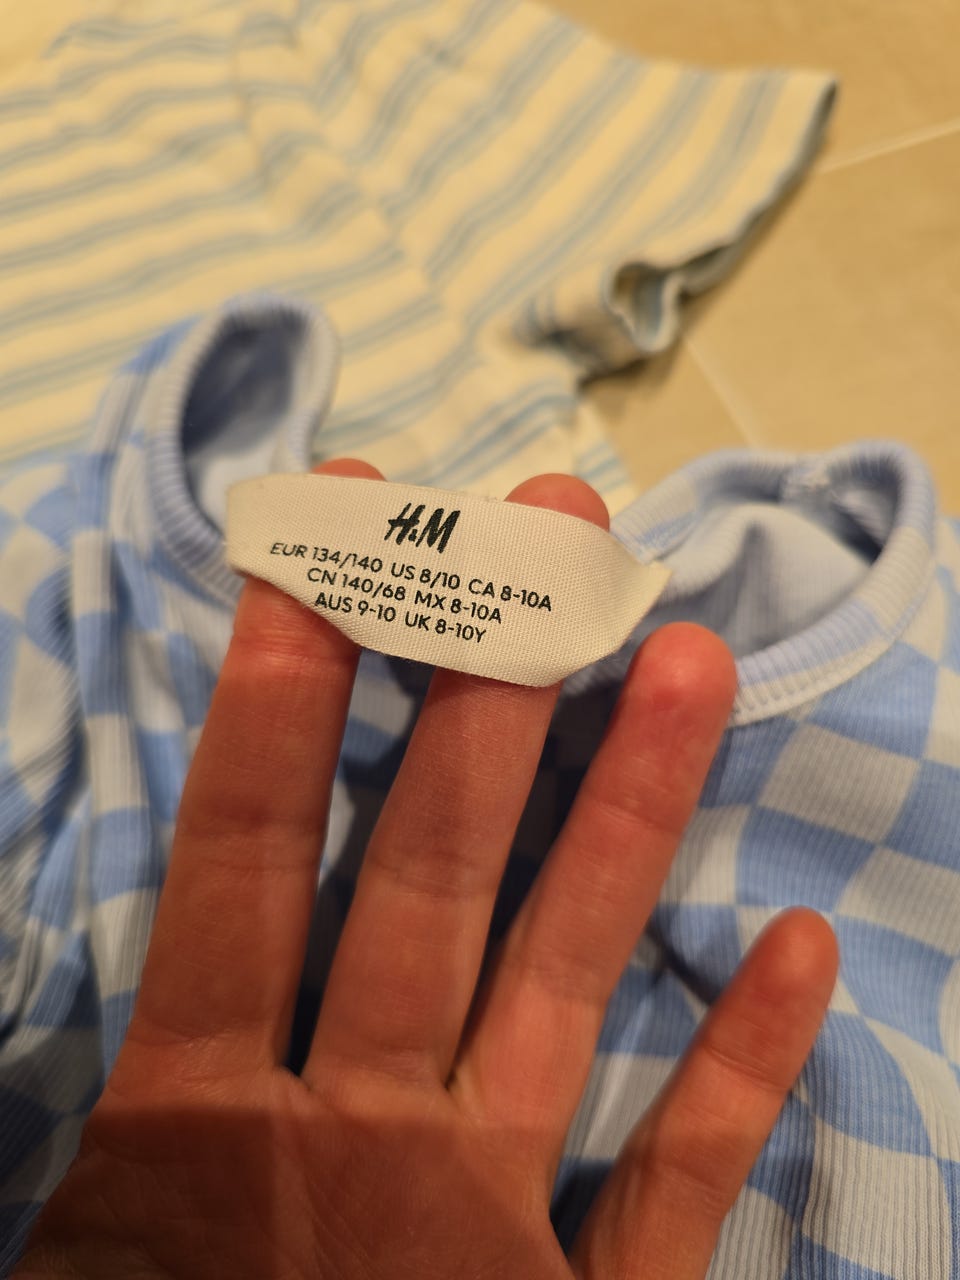 H&M
EUR 134/140 US 8/10 CA 8-10A
CN 140/68 MX 8-10A
AUS 9-10 UK 8-10Y